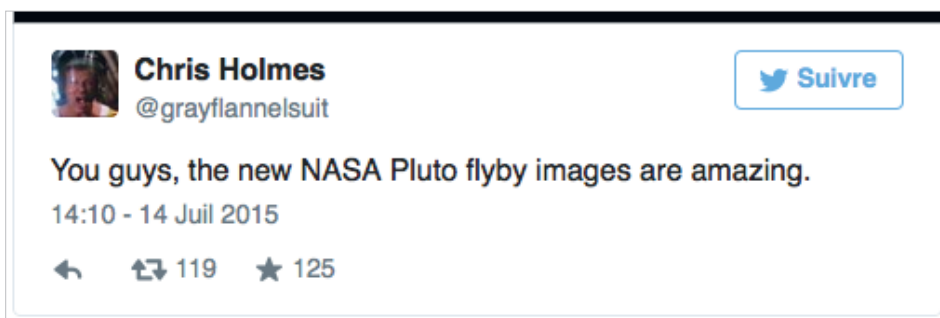 Chris Holmes
Suivre
@grayflannelsuit
You guys, the new NASA Pluto flyby images are amazing.
14:10 - 14 Juil 2015
119 125